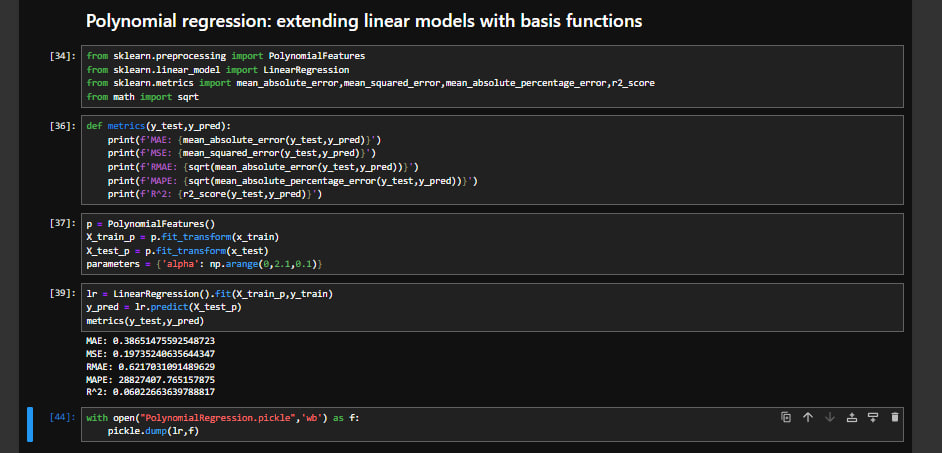 Polynomial regression: extending linear models with basis functions
[34]:
from sklearn.preprocessing import PolynomialFeatures
from sklearn.linear_model import LinearRegression
from sklearn.metrics import mean_absolute_error,mean_squared_error,mean_absolute_percentage_error,r2_score
from math import sqrt
[36]:
def metrics(y_test,y_pred):
    print(f'MAE: {mean_absolute_error(y_test,y_pred)}')
    print(f'MSE: {mean_squared_error(y_test,y_pred)}')
    print(f'RMAE: {sqrt(mean_absolute_error(y_test,y_pred))}')
    print(f'MAPE: {sqrt(mean_absolute_percentage_error(y_test,y_pred))}')
    print(f'R^2: {r2_score(y_test,y_pred)}')
[37]:
p = PolynomialFeatures()
X_train_p = p.fit_transform(x_train)
X_test_p = p.fit_transform(x_test)
parameters = {'alpha': np.arange(0,2.1,0.1)}
[39]:
lr = LinearRegression().fit(X_train_p,y_train)
y_pred = lr.predict(X_test_p)
metrics(y_test,y_pred)
MAE: 0.38651475592548723
MSE: 0.19735240635644347
RMAE: 0.6217031091489629
MAPE: 28827407.765157875
R^2: 0.06022663639788817
[44]:
with open("PolynomialRegression.pickle",'wb') as f:
    pickle.dump(lr,f)